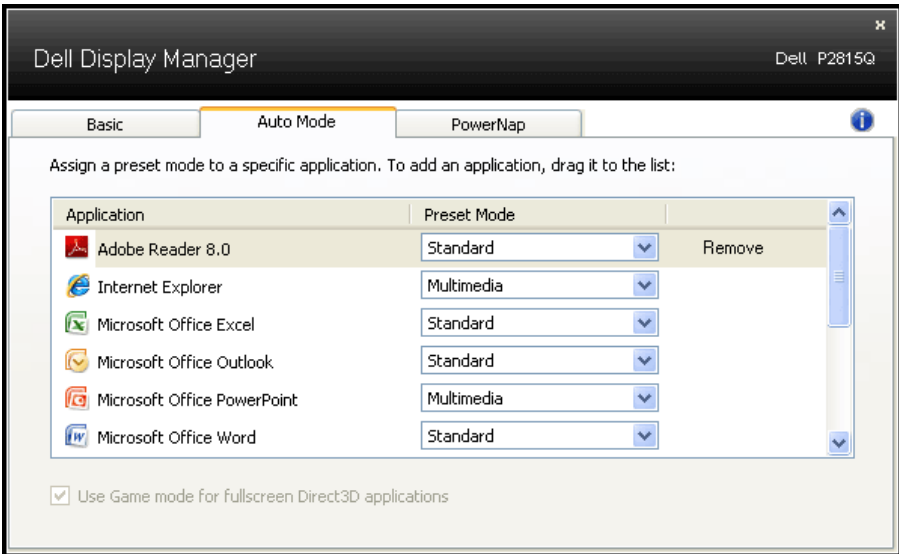 Dell Display Manager
Dell P2815Q
Basic Auto Mode PowerNap
Assign a preset mode to a specific application. To add an application, drag it to the list:
Application Preset Mode
Adobe Reader 8.0 Standard Remove
Internet Explorer Multimedia
Microsoft Office Excel Standard
Microsoft Office Outlook Standard
Microsoft Office PowerPoint Multimedia
Microsoft Office Word Standard
Use Game mode for fullscreen Direct3D applications